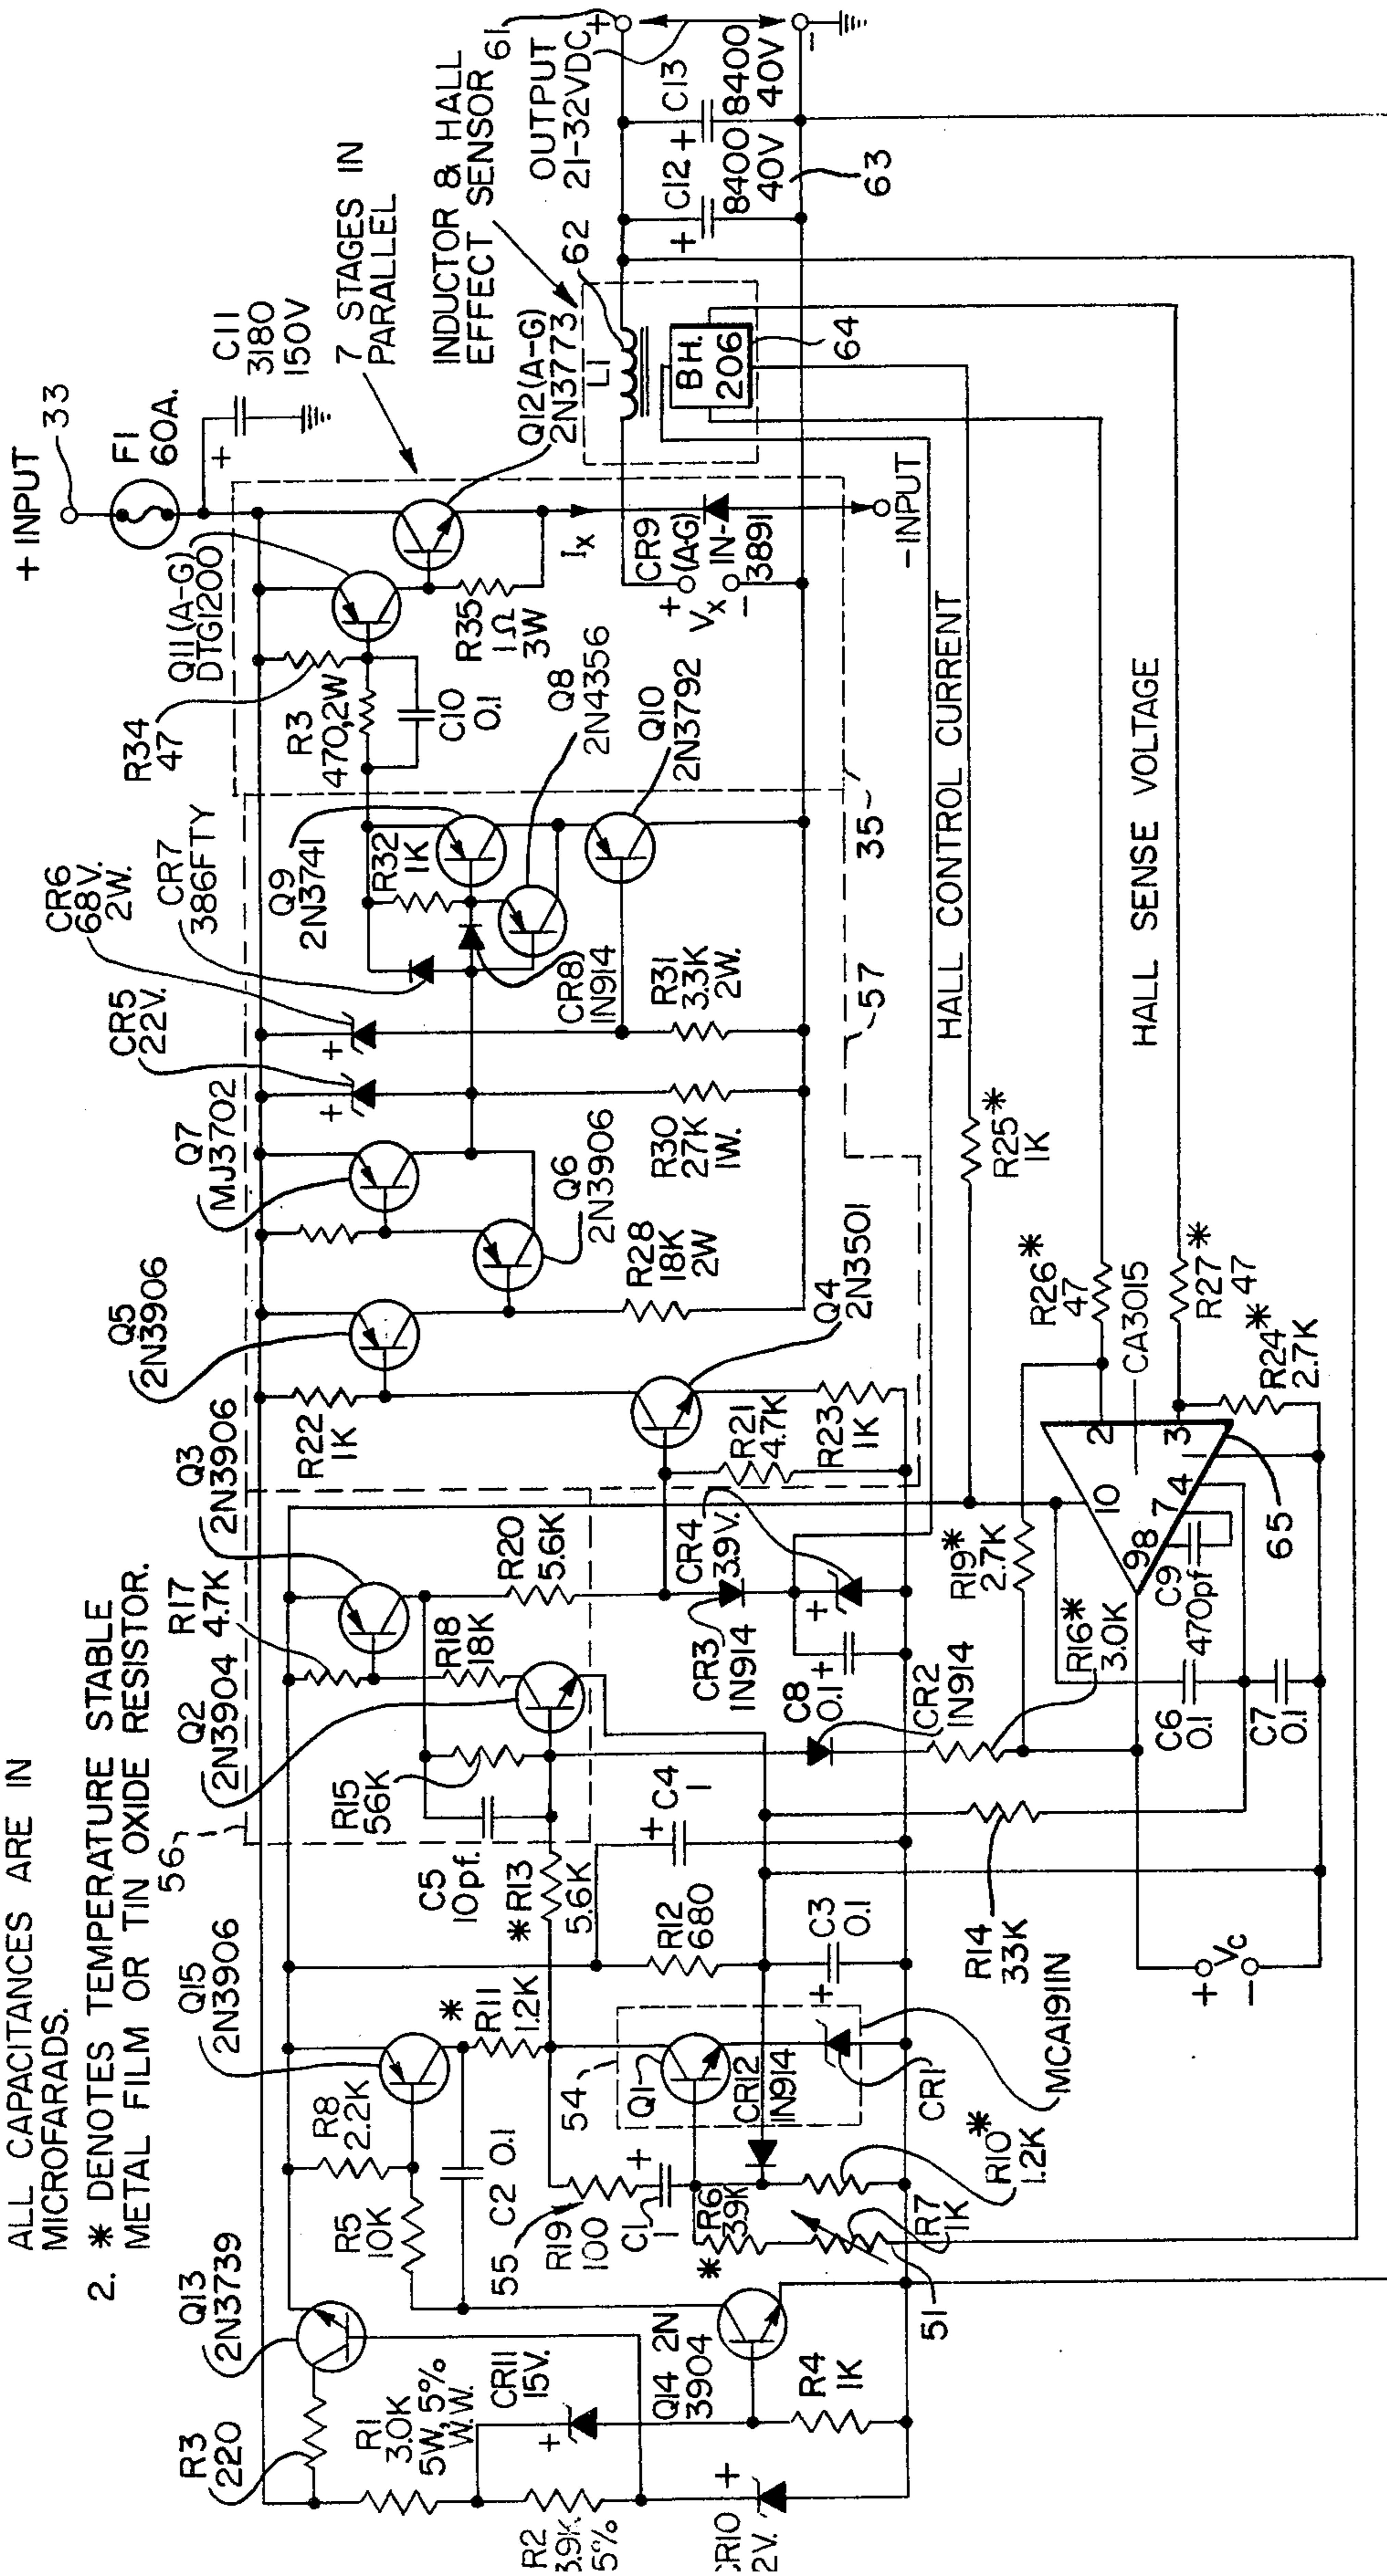 ALL CAPACITANCES ARE IN
MICROFARADS.
2. * DENOTES TEMPERATURE STABLE
METAL FILM OR TIN OXIDE RESISTOR.
+ INPUT
33
F1
60A.
C11
3180
150V
+
7 STAGES IN
PARALLEL
INDUCTOR & HALL
EFFECT SENSOR
61
OUTPUT
21-32VDC
+
-
62
L1
B.H.
206
64
C12
+
8400
40V
C13
+
8400
40V
63
Q12(A-G)
2N3773
Q11(A-G)
DTG1200
R34
47
R3
470,2W
C10
0.1
R35
1Ω
3W
Ix
CR9
(A-G)
IN-
3891
+
Vx
-
-INPUT
Q8
2N4356
Q10
2N3792
35
57
CR6
68V.
2W.
CR7
386FTY
CR5
22V.
+
+
Q9
2N3741
R32
1K
CR8
IN914
R31
3.3K
2W.
R30
27K
1W.
Q7
MJ3702
Q6
2N3906
R28
18K
2W
Q5
2N3906
Q4
2N3501
R22
1K
R21
4.7K
R23
1K
HALL CONTROL CURRENT
HALL SENSE VOLTAGE
R25*
1K
R26*
47
R27*
47
CA3015
R24*
2.7K
2
3
10
1
4
7
8
9
65
C9
470pf
R19*
2.7K
R16*
3.0K
C6
0.1
C7
0.1
Q3
2N3906
R17
4.7K
Q2
2N3904
R18
18K
R20
5.6K
CR4
3.9V.
+
CR3
IN914
C8
0.1
+
CR2
IN914
56
R15
56K
C5
10pf.
*R13
5.6K
C4
1
+
R12
680
C3
0.1
+
R14
33K
+
Vc
-
Q15
2N3906
*
R11
1.2K
54
Q1
CR12
IN914
CR1
MCA1911N
R8
2.2K
R5
10K
C2 0.1
55
R19
100
C1
1
+
R6
3.9K
*
R10*
1.2K
R7
1K
51
Q13
2N3739
R3
220
R1
3.0K
5W,5%
W.W.
CR11
15V.
+
Q14 2N
3904
R4
1K
R2
3.9K
5%
CR10
2V.
+